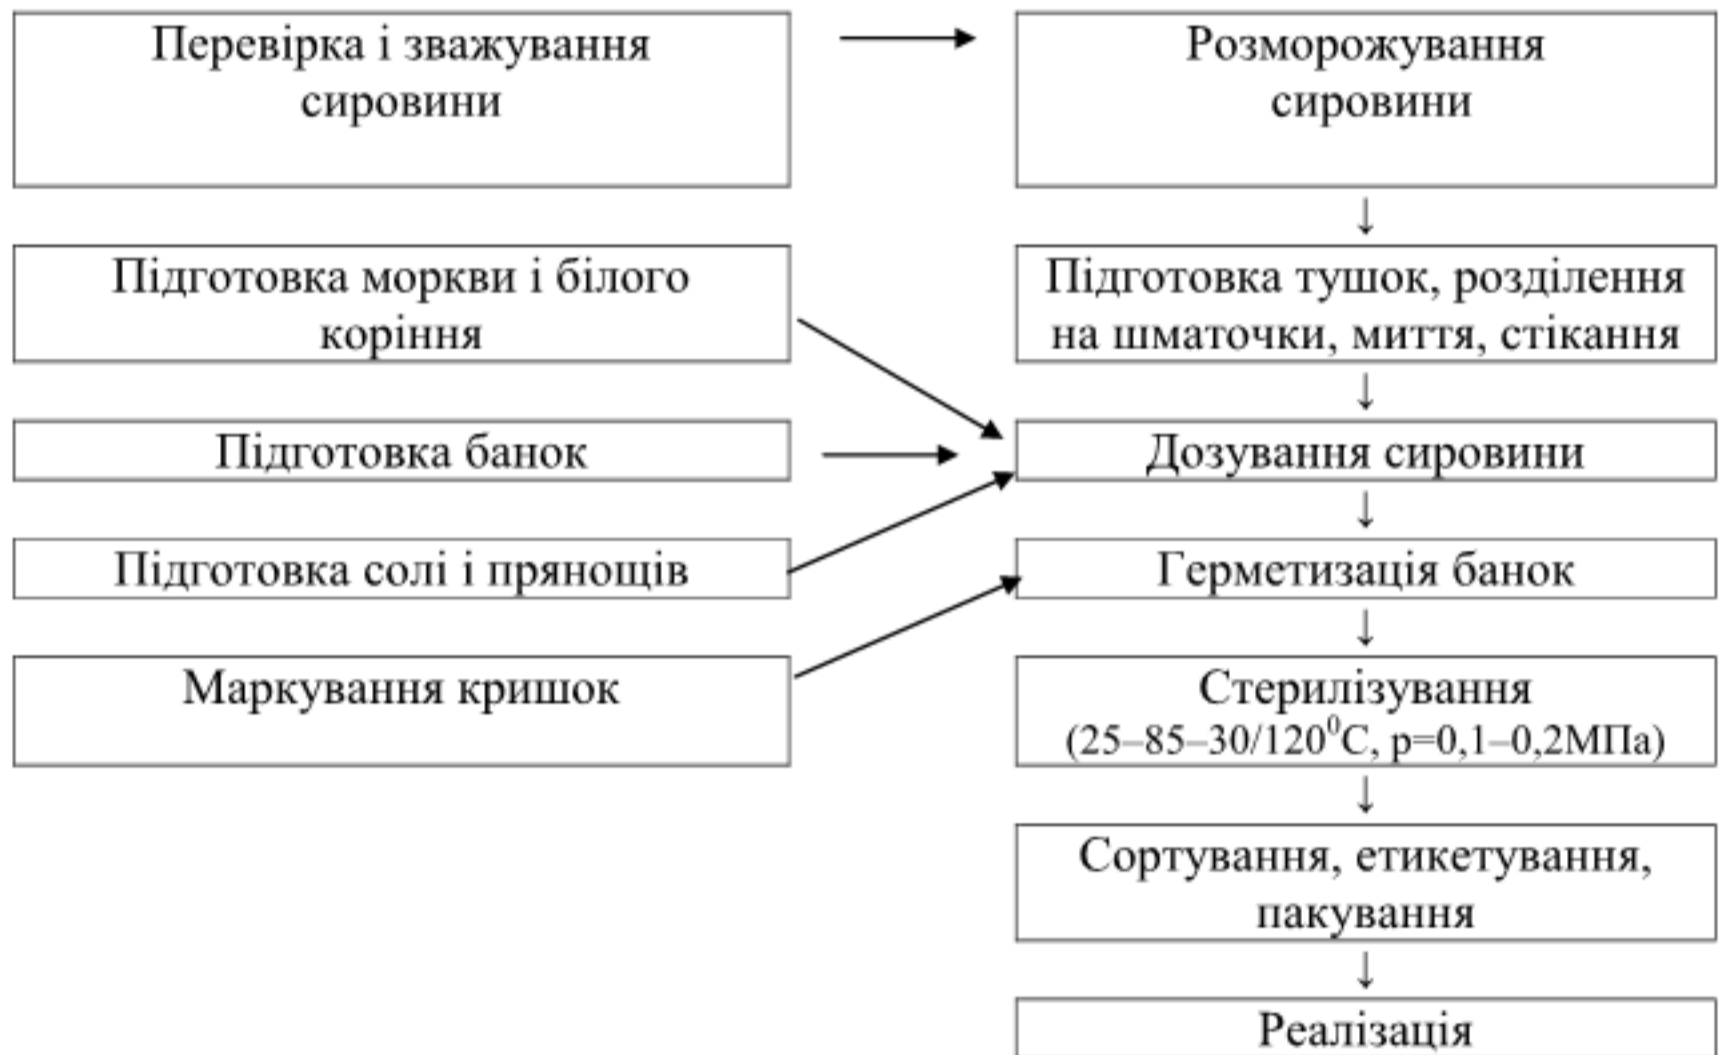 Перевірка і зважування
сировини
Розморожування
сировини
Підготовка моркви і білого
коріння
Підготовка тушок, розділення
на шматочки, миття, стікання
Підготовка банок
Дозування сировини
Підготовка солі і прянощів
Герметизація банок
Маркування кришок
Стерилізування
(25–85–30/120⁰С, р=0,1–0,2МПа)
Сортування, етикетування,
пакування
Реалізація